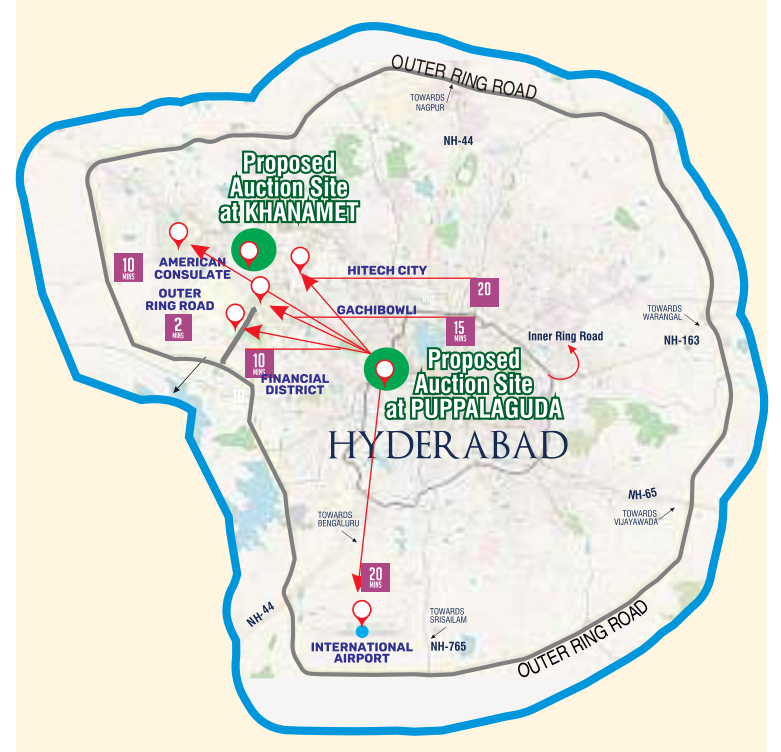 OUTER RING ROAD
TOWARDS
NAGPUR
NH-44
Proposed
Auction Site
at KHANAMET
10
MINS
AMERICAN
CONSULATE
HITECH CITY
20
OUTER
RING ROAD
2
MINS
GACHIBOWLI
15
MINS
TOWARDS
WARANGAL
NH-163
Inner Ring Road
10
MINS
FINANCIAL
DISTRICT
Proposed
Auction Site
at PUPPALAGUDA
HYDERABAD
NH-65
TOWARDS
VIJAYAWADA
TOWARDS
BENGALURU
20
MINS
NH-44
INTERNATIONAL
AIRPORT
TOWARDS
SRISAILAM
NH-765
OUTER RING ROAD